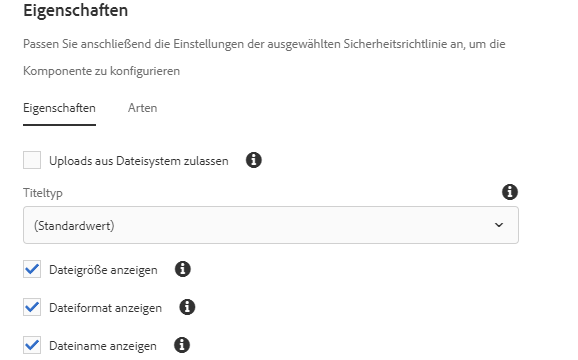 Eigenschaften
Passen Sie anschließend die Einstellungen der ausgewählten Sicherheitsrichtlinie an, um die
Komponente zu konfigurieren
Eigenschaften Arten
Uploads aus Dateisystem zulassen
Titeltyp
(Standardwert)
Dateigröße anzeigen
Dateiformat anzeigen
Dateiname anzeigen